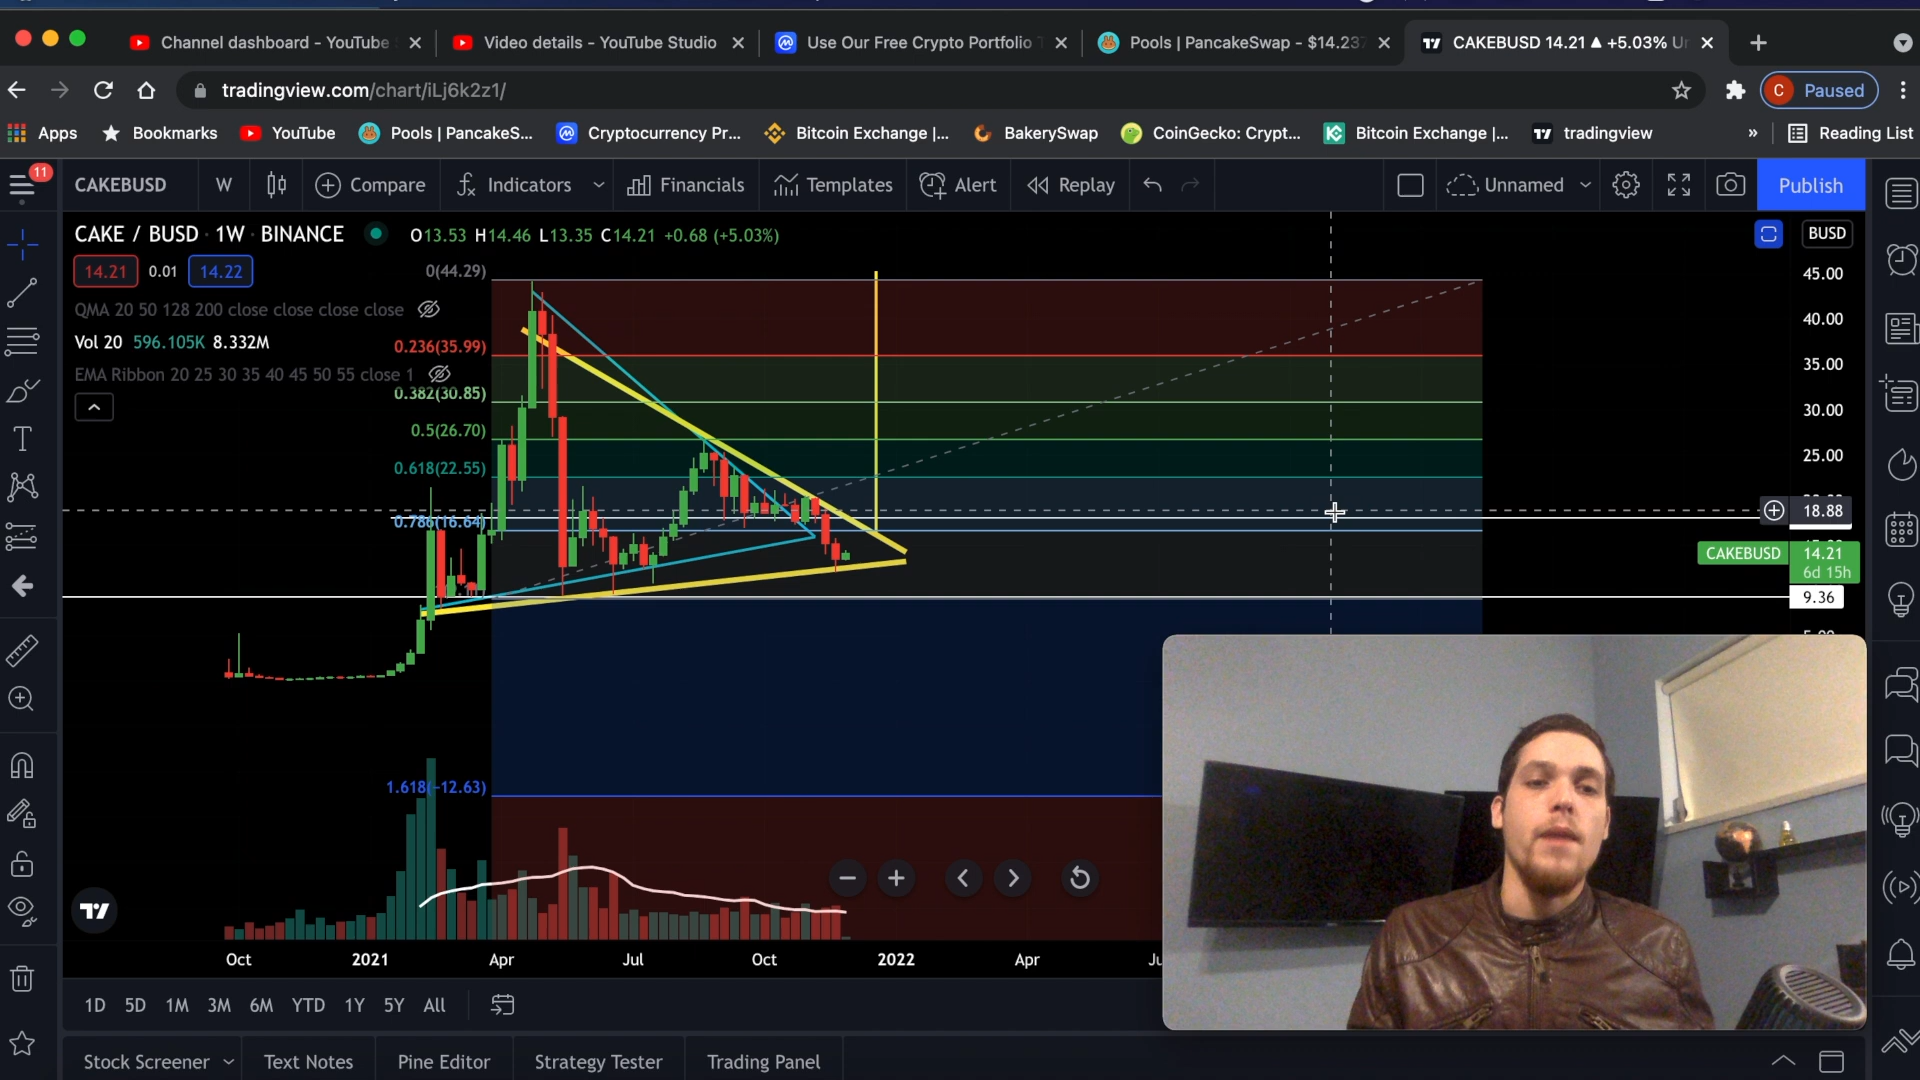 Channel dashboard - YouTube
Video details - YouTube Studio
Use Our Free Crypto Portfolio
Pools | PancakeSwap - $14.237
CAKEBUSD 14.21 ▲ +5.03%
tradingview.com/chart/iLj6k2z1/
C Paused
Apps
Bookmarks
YouTube
Pools | PancakeS...
Cryptocurrency Pr...
Bitcoin Exchange |...
BakerySwap
CoinGecko: Crypt...
Bitcoin Exchange |...
tradingview
»
Reading List
11
CAKEBUSD
W
Compare
Indicators
Financials
Templates
Alert
Replay
Unnamed
Publish
CAKE / BUSD · 1W · BINANCE
O13.53 H14.46 L13.35 C14.21 +0.68 (+5.03%)
BUSD
14.21 0.01 14.22
QMA 20 50 128 200 close close close close
Vol 20 596.105K 8.332M
EMA Ribbon 20 25 30 35 40 45 50 55 close 1
0(44.29)
0.236(35.99)
0.382(30.85)
0.5(26.70)
0.618(22.55)
0.786(16.64)
1.618(-12.63)
45.00
40.00
35.00
30.00
25.00
18.88
CAKEBUSD 14.21
6d 15h
9.36
Oct
2021
Apr
Jul
Oct
2022
Apr
1D
5D
1M
3M
6M
YTD
1Y
5Y
All
Stock Screener
Text Notes
Pine Editor
Strategy Tester
Trading Panel